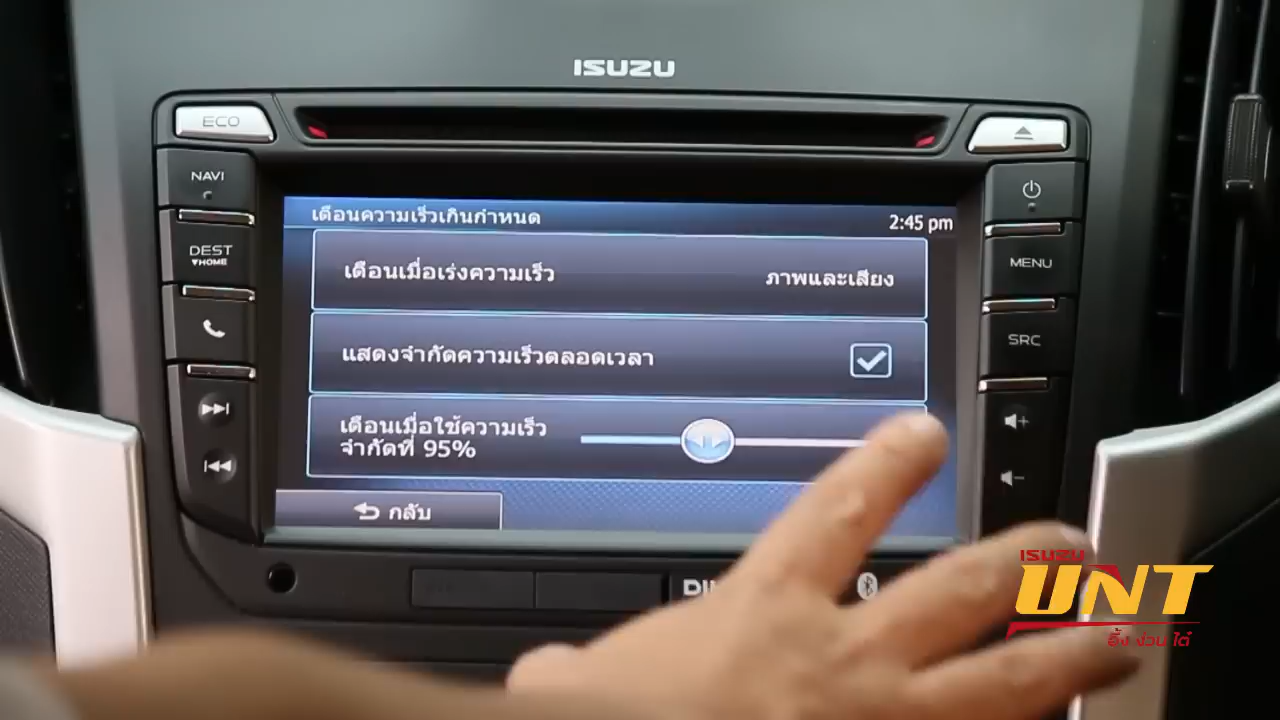 ISUZU
ECO
NAVI
DEST
▼HOME
MENU
SRC
เตือนความเร็วเกินกำหนด
2:45 pm
เตือนเมื่อเร่งความเร็ว
ภาพและเสียง
แสดงจำกัดความเร็วตลอดเวลา
เตือนเมื่อใช้ความเร็ว
จำกัดที่ 95%
กลับ
ISUZU
UNT
อึ้ง ง่วน ไต๋